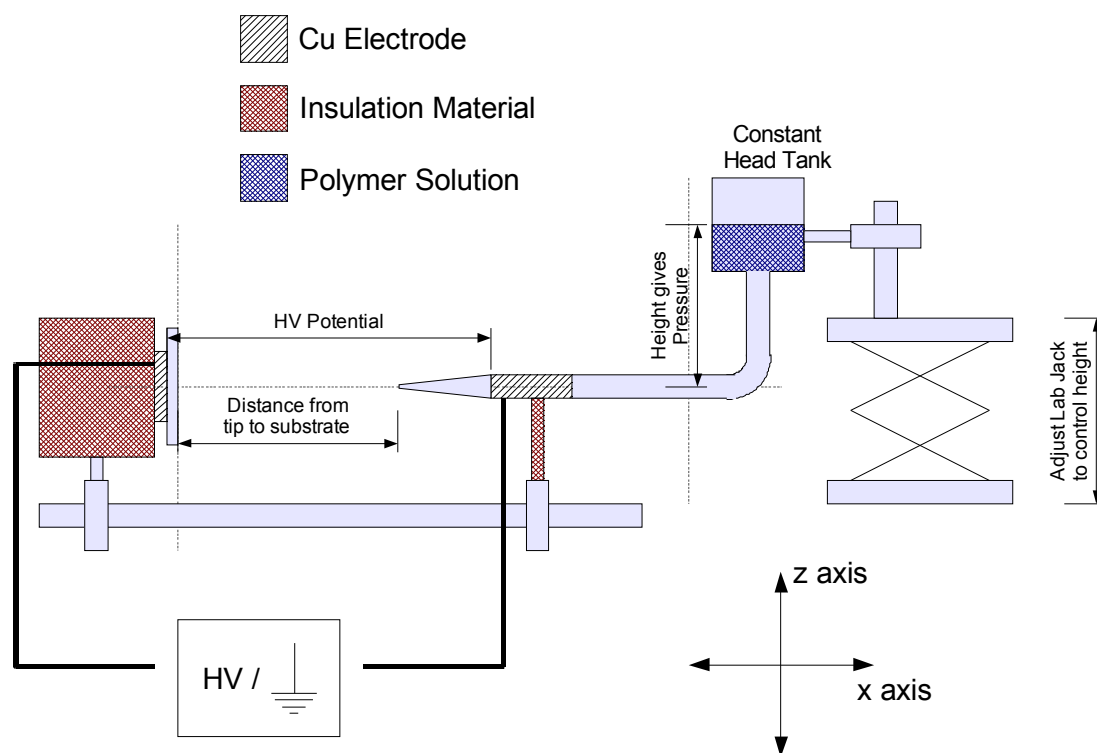 Cu Electrode
Insulation Material
Polymer Solution
Constant
Head Tank
Height gives
Pressure
HV Potential
Distance from
tip to substrate
Adjust Lab Jack
to control height
HV /
z axis
x axis